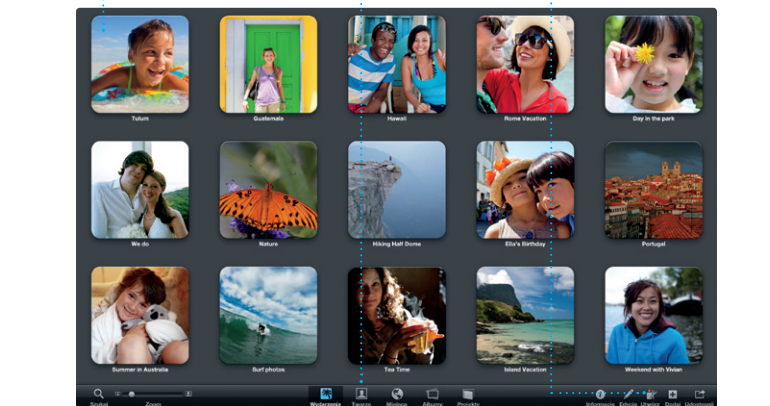 Tulum
Guatemala
Hawaii
Rome Vacation
Day in the park
We do
Nature
Hiking Half Dome
Ella's Birthday
Portugal
Summer in Australia
Surf photos
Tea Time
Island Vacation
Weekend with Vivian
Szukaj Zoom Wydarzenia Twarze Miejsca Albumy Projekty Informacje Edycja Utwórz Dodaj Udostępnij